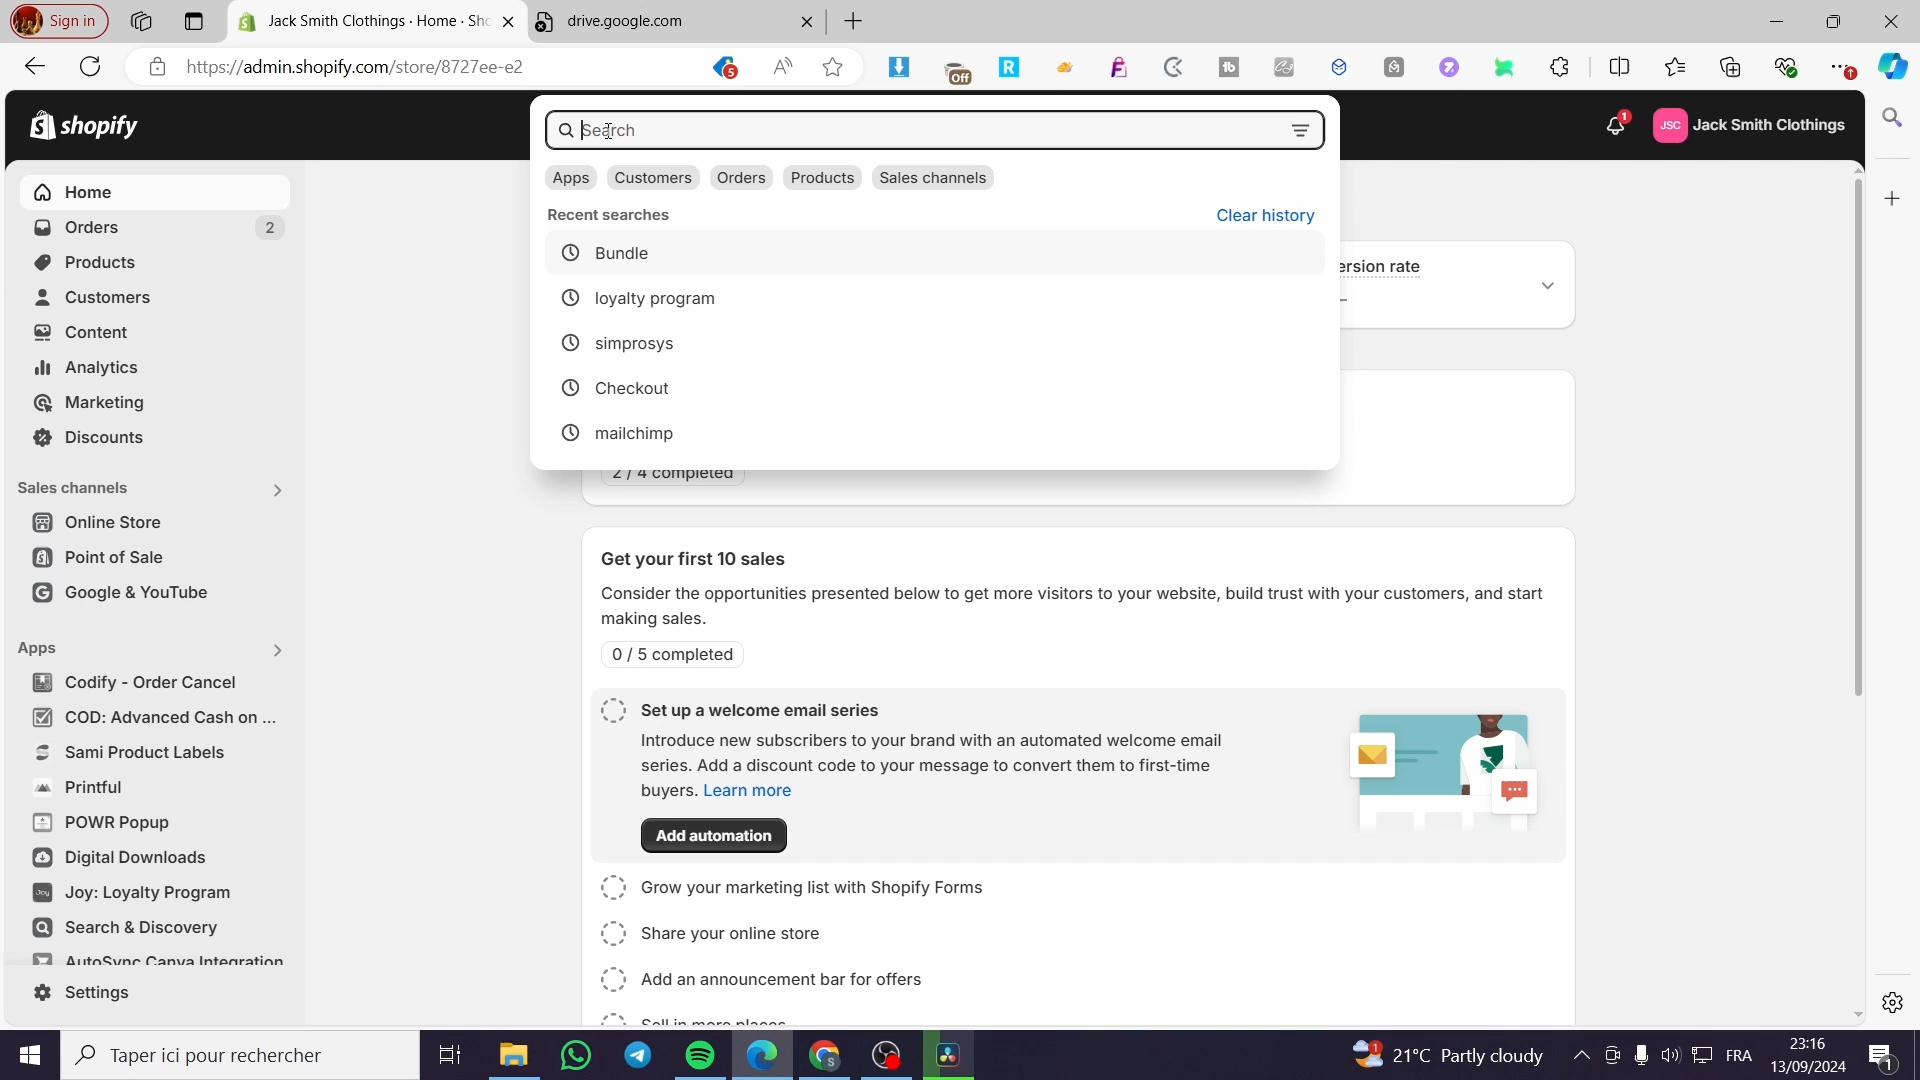 Sign in
Jack Smith Clothings · Home · Sho
drive.google.com
https://admin.shopify.com/store/8727ee-e2
5
Off
shopify
Search
1
JSC
Jack Smith Clothings
Apps
Customers
Orders
Products
Sales channels
Recent searches
Clear history
Bundle
loyalty program
simprosys
Checkout
mailchimp
Home
Orders
2
Products
Customers
Content
Analytics
Marketing
Discounts
Sales channels
Online Store
Point of Sale
Google & YouTube
Apps
Codify - Order Cancel
COD: Advanced Cash on ...
Sami Product Labels
Printful
POWR Popup
Digital Downloads
Joy: Loyalty Program
Search & Discovery
AutoSync Canva Integration
Settings
ersion rate
2 / 4 completed
Get your first 10 sales
Consider the opportunities presented below to get more visitors to your website, build trust with your customers, and start
making sales.
0 / 5 completed
Set up a welcome email series
Introduce new subscribers to your brand with an automated welcome email
series. Add a discount code to your message to convert them to first-time
buyers. Learn more
Add automation
Grow your marketing list with Shopify Forms
Share your online store
Add an announcement bar for offers
Sell in more places
Taper ici pour rechercher
21°C Partly cloudy
FRA
23:16
13/09/2024
1